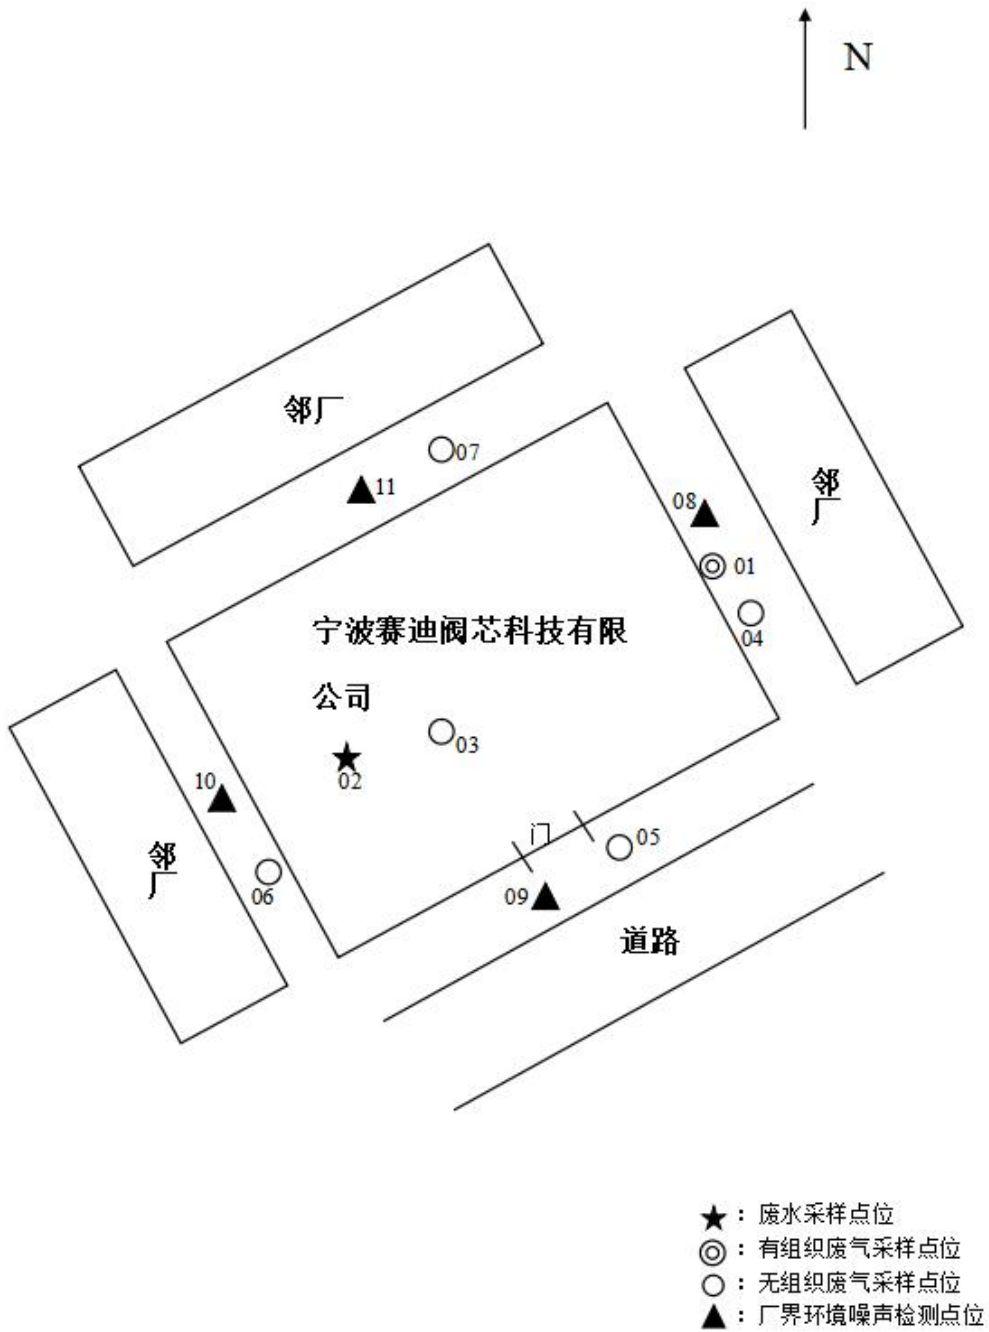 N
邻厂
07
11
邻厂
08
01
04
宁波赛迪阀芯科技有限
公司
03
02
10
邻厂
06
门
05
09
道路
★：废水采样点位
◎：有组织废气采样点位
○：无组织废气采样点位
▲：厂界环境噪声检测点位